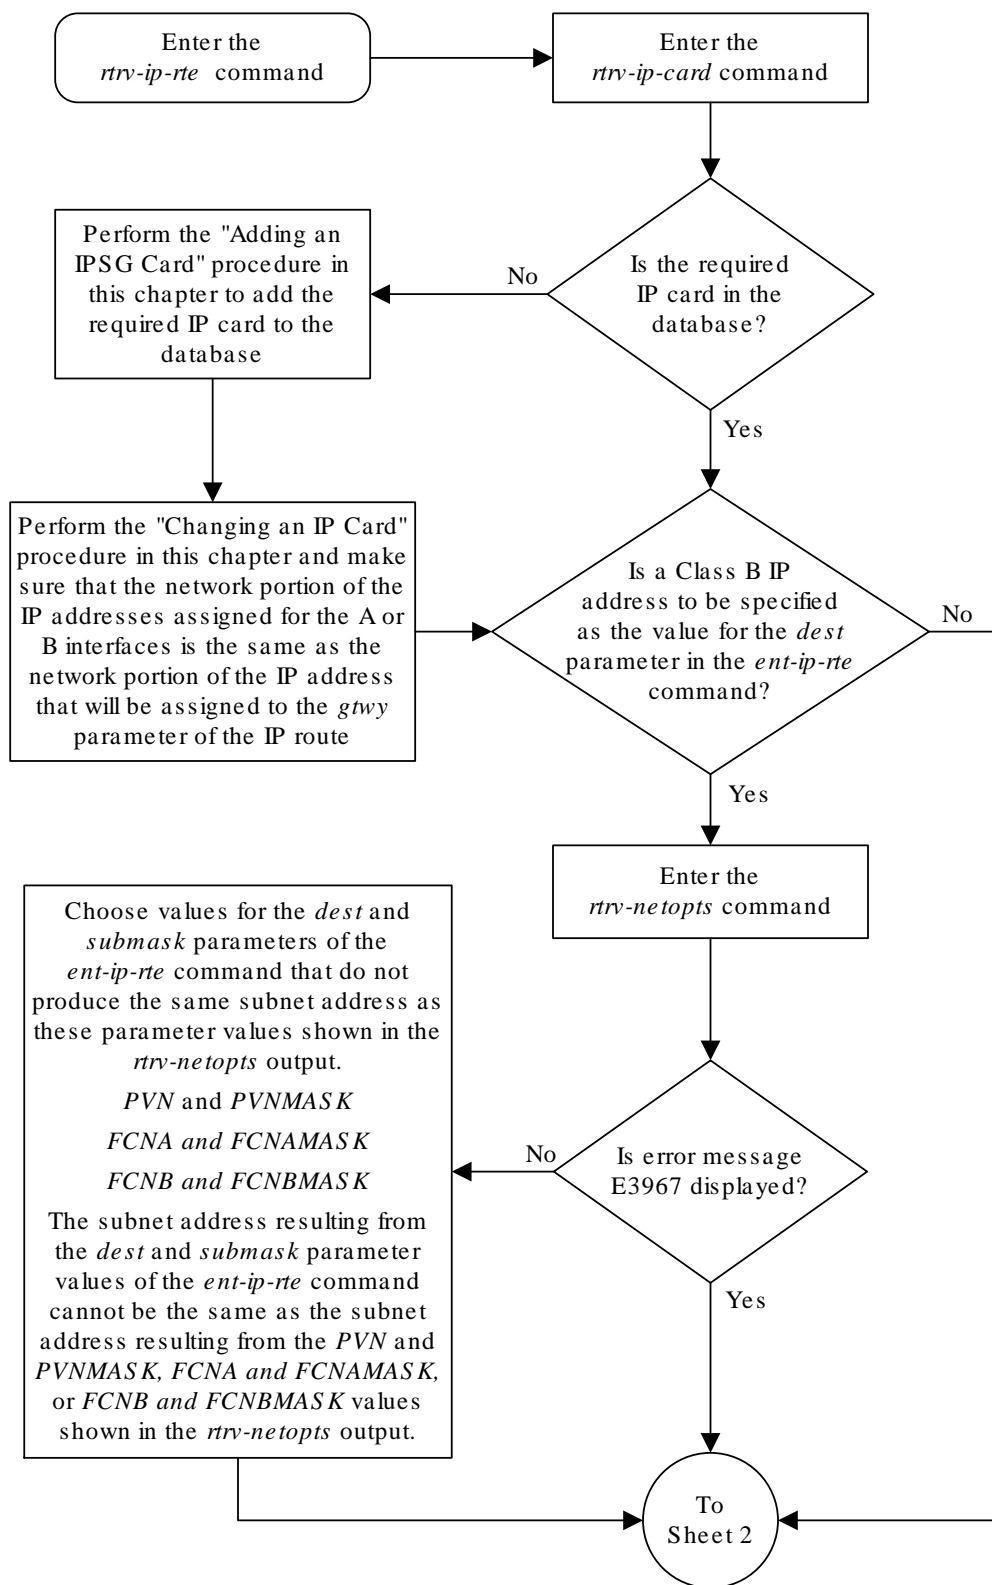 Enter the
rtrv-ip-rte command
Enter the
rtrv-ip-card command
Is the required
IP card in the
database?
No
Yes
Perform the "Adding an
IPSG Card" procedure in
this chapter to add the
required IP card to the
database
Perform the "Changing an IP Card"
procedure in this chapter and make
sure that the network portion of the
IP addresses assigned for the A or
B interfaces is the same as the
network portion of the IP address
that will be assigned to the gtwy
parameter of the IP route
Is a Class B IP
address to be specified
as the value for the dest
parameter in the ent-ip-rte
command?
No
Yes
Enter the
rtrv-netopts command
Is error message
E3967 displayed?
No
Yes
Choose values for the dest and
submask parameters of the
ent-ip-rte command that do not
produce the same subnet address as
these parameter values shown in the
rtrv-netopts output.
PVN and PVNMASK
FCNA and FCNAMASK
FCNB and FCNBMASK
The subnet address resulting from
the dest and submask parameter
values of the ent-ip-rte command
cannot be the same as the subnet
address resulting from the PVN and
PVNMASK, FCNA and FCNAMASK,
or FCNB and FCNBMASK values
shown in the rtrv-netopts output.
To
Sheet 2